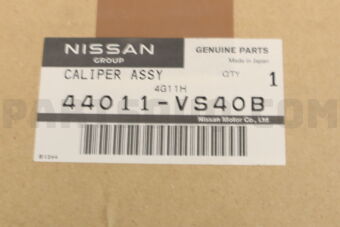 NISSAN
GROUP
GENUINE PARTS
Made in Japan
CALIPER ASSY
QTY
1
4G11H
44011-VS40B
Nissan Motor Co., Ltd